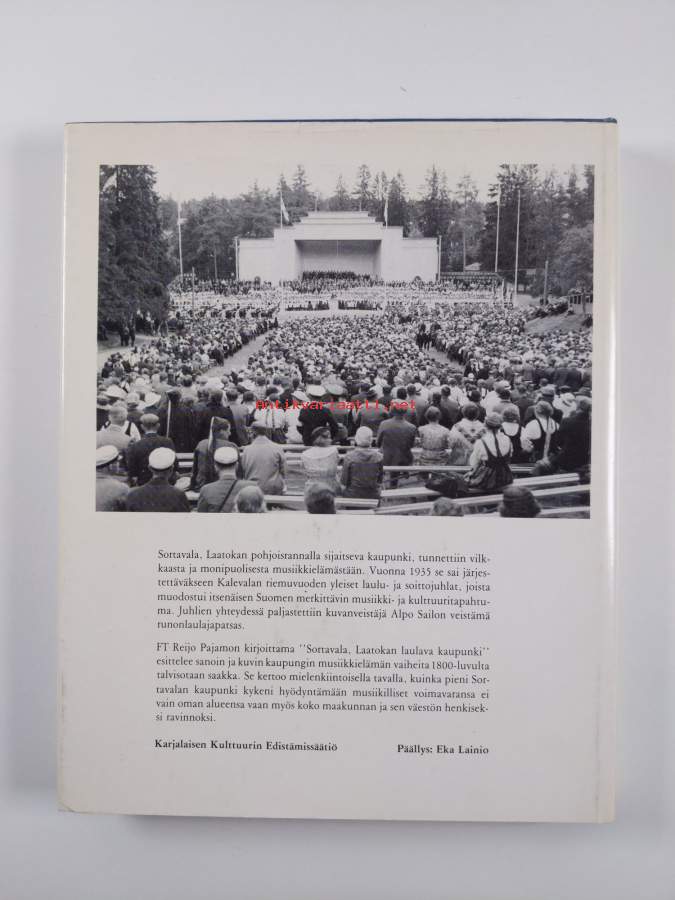 Antikvariaatti.net
Sortavala, Laatokan pohjoisrannalla sijaitseva kaupunki, tunnettiin vilk-
kaasta ja monipuolisesta musiikkielämästään. Vuonna 1935 se sai järjes-
tettäväkseen Kalevalan riemuvuoden yleiset laulu- ja soittojuhlat, joista
muodostui itsenäisen Suomen merkittävin musiikki- ja kulttuuritapahtu-
ma. Juhlien yhteydessä paljastettiin kuvanveistäjä Alpo Sailon veistämä
runonlaulajapatsas.
FT Reijo Pajamon kirjoittama ''Sortavala, Laatokan laulava kaupunki''
esittelee sanoin ja kuvin kaupungin musiikkielämän vaiheita 1800-luvulta
talvisotaan saakka. Se kertoo mielenkiintoisella tavalla, kuinka pieni Sor-
tavalan kaupunki kykeni hyödyntämään musiikilliset voimavaransa ei
vain oman alueensa vaan myös koko maakunnan ja sen väestön henkisek-
si ravinnoksi.
Karjalaisen Kulttuurin Edistämissäätiö Päällys: Eka Lainio